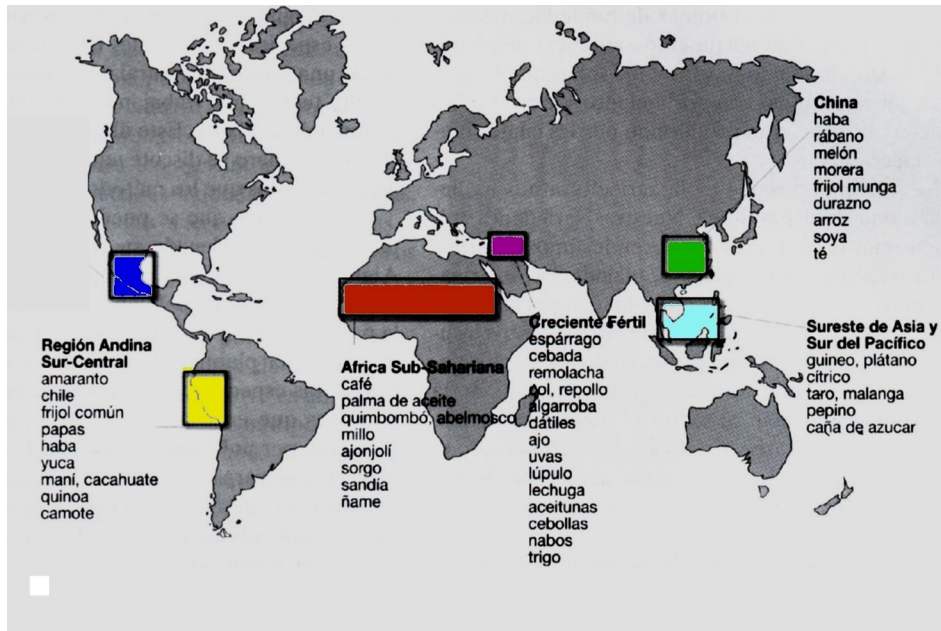 China
haba
rábano
melón
morera
frijol munga
durazno
arroz
soya
té
Sureste de Asia y
Sur del Pacífico
guineo, plátano
cítrico
taro, malanga
pepino
caña de azucar
Región Andina
Sur-Central
amaranto
chile
frijol común
papas
haba
yuca
maní, cacahuate
quinoa
camote
Africa Sub-Sahariana
café
palma de aceite
quimbombó, abelmosco
millo
ajonjolí
sorgo
sandía
ñame
Creciente Fértil
espárrago
cebada
remolacha
col, repollo
algarroba
dátiles
ajo
uvas
lúpulo
lechuga
aceitunas
cebollas
nabos
trigo